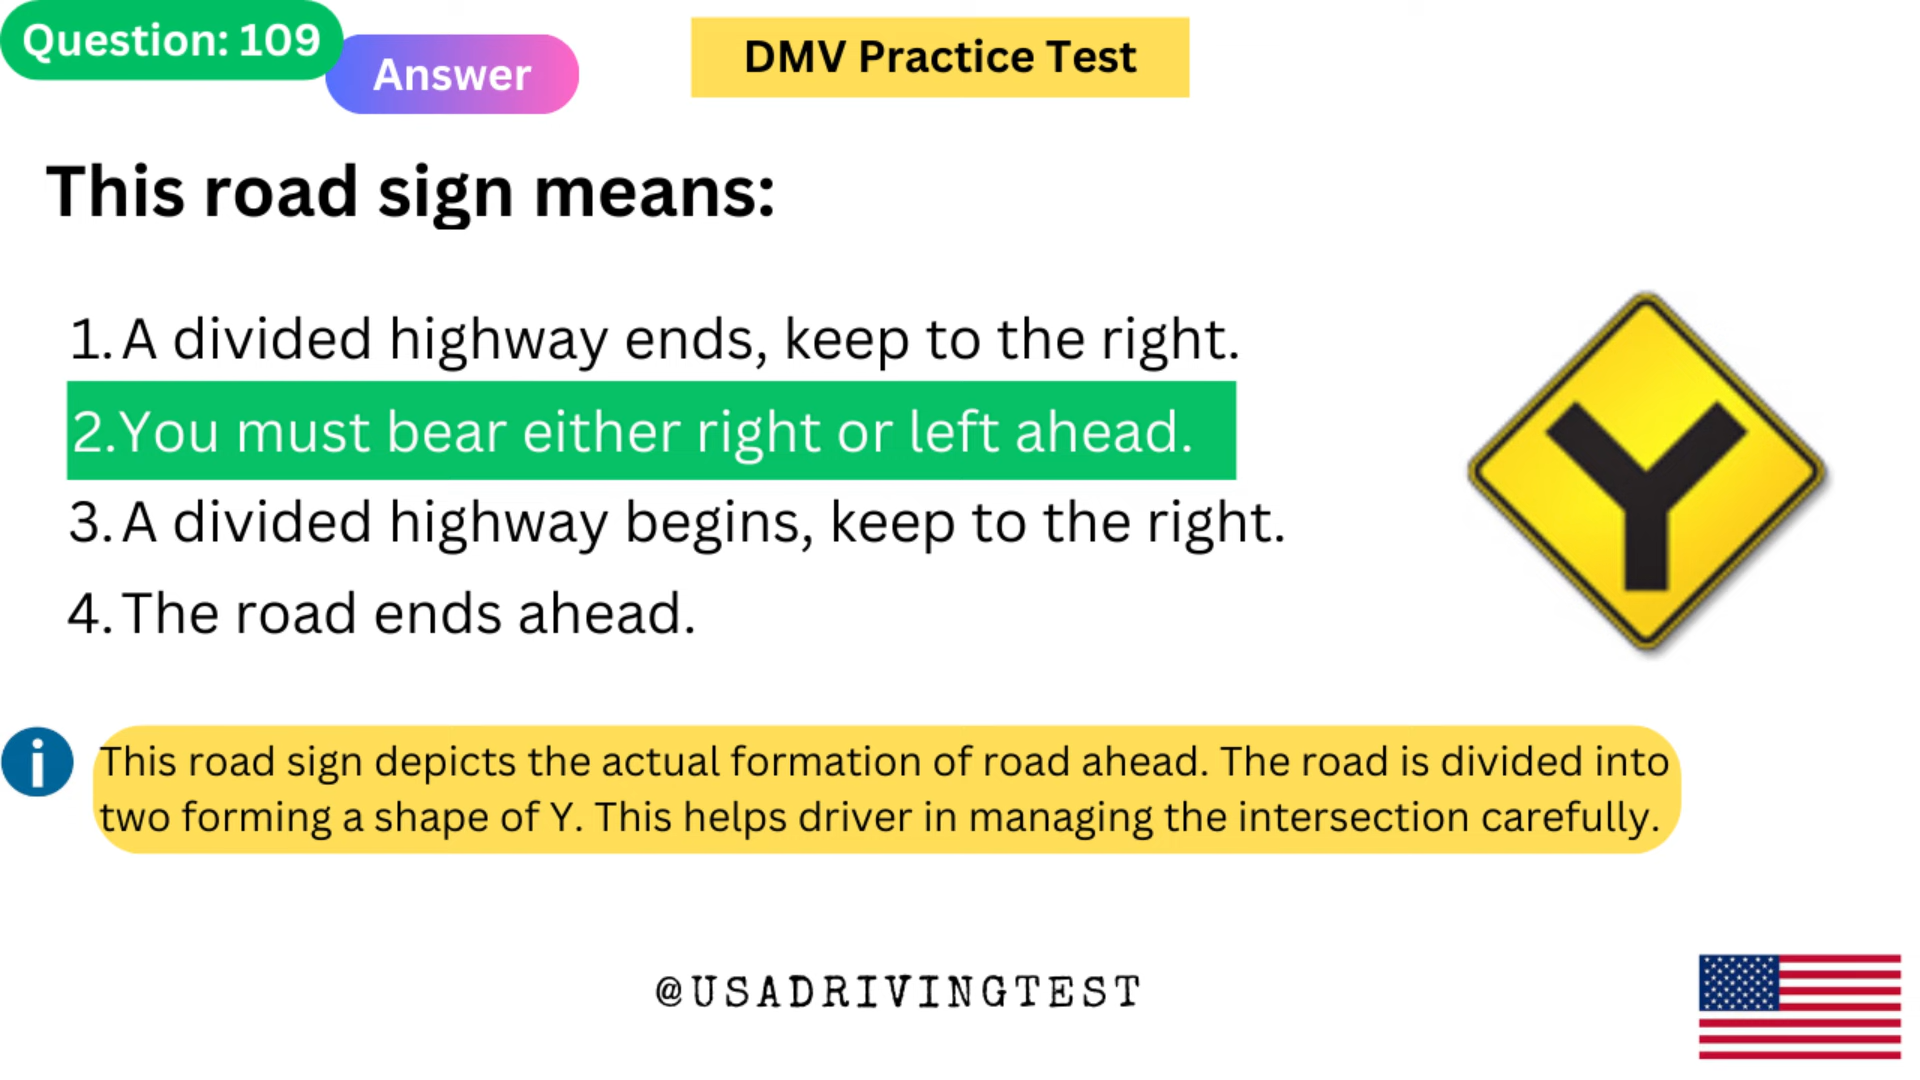 Question: 109
Answer
DMV Practice Test
This road sign means:
1. A divided highway ends, keep to the right.
2.You must bear either right or left ahead.
3. A divided highway begins, keep to the right.
4. The road ends ahead.
i
This road sign depicts the actual formation of road ahead. The road is divided into
two forming a shape of Y. This helps driver in managing the intersection carefully.
@USADRIVINGTEST